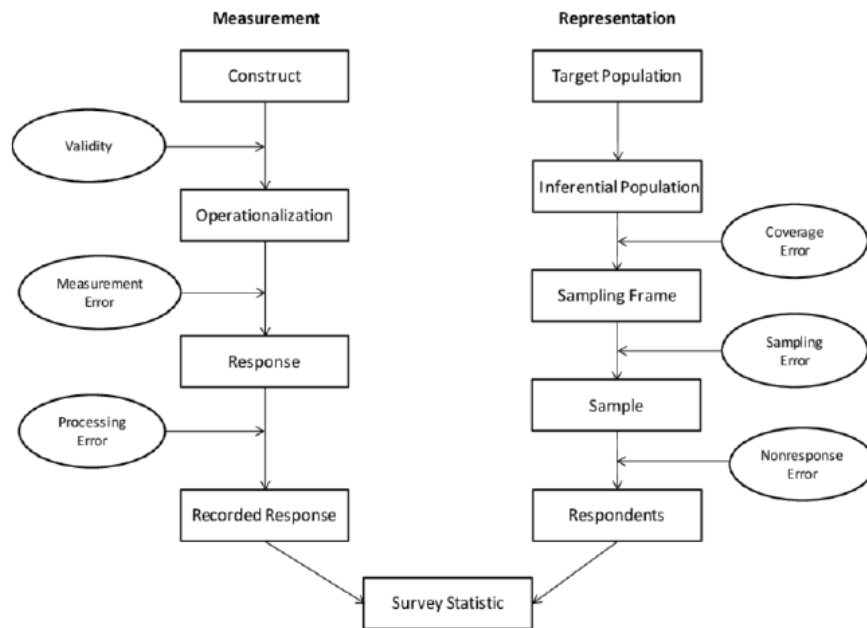 Measurement
Representation
Construct
Target Population
Validity
Inferential Population
Operationalization
Coverage
Error
Measurement
Error
Sampling Frame
Response
Sampling
Error
Sample
Processing
Error
Nonresponse
Error
Recorded Response
Respondents
Survey Statistic